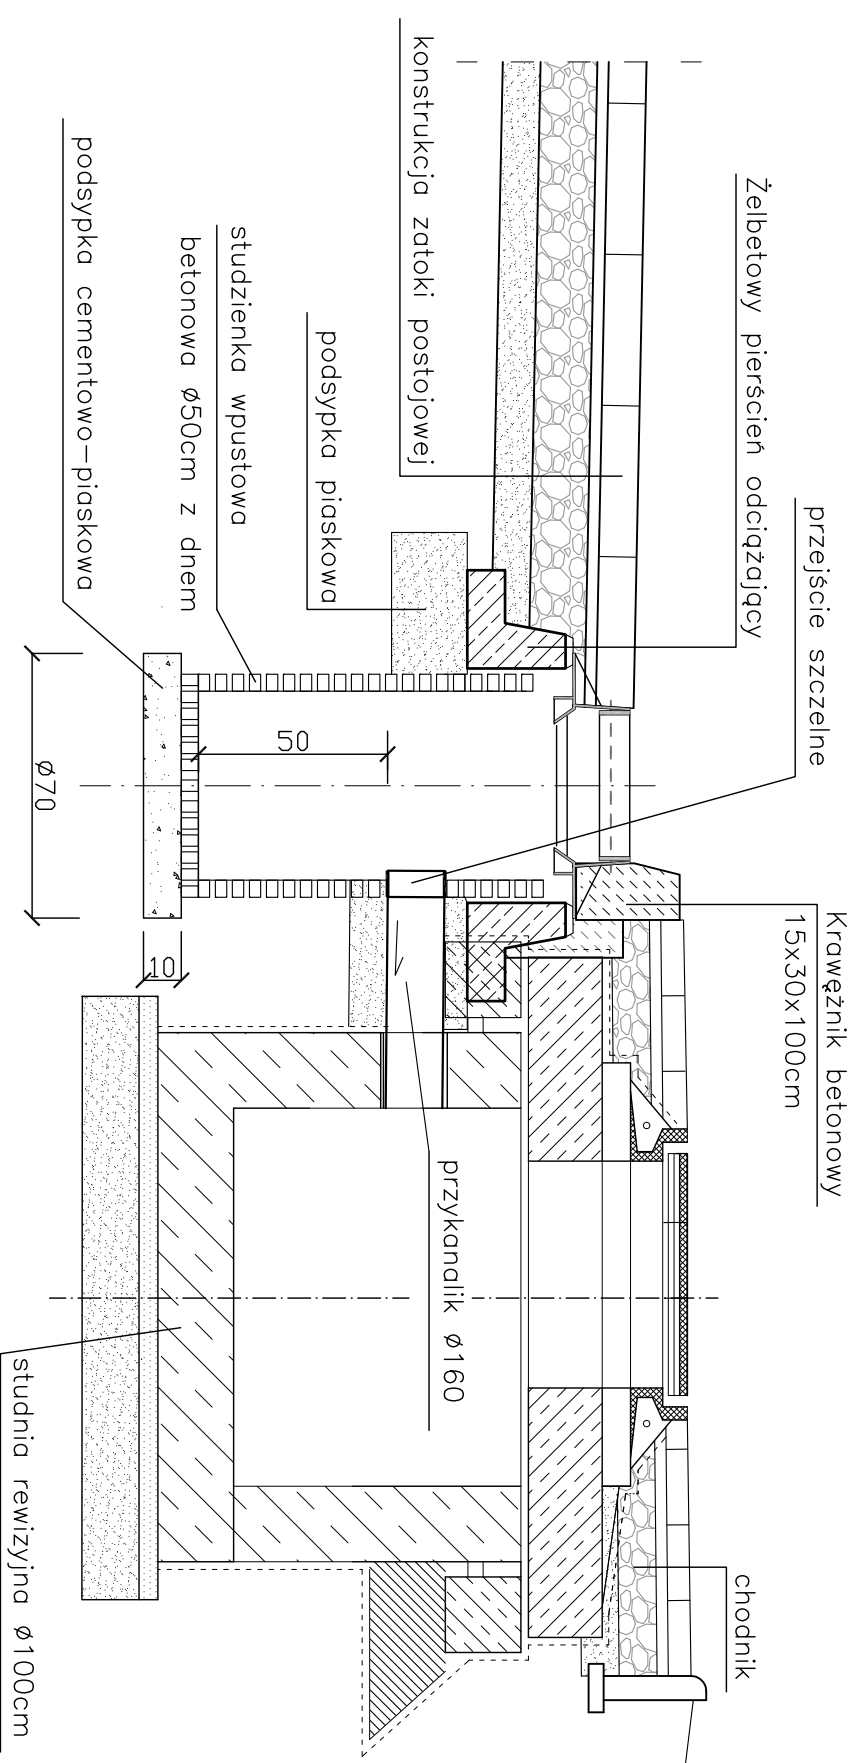 Krawężnik betonowy
15x30x100cm
przejście szczelne
Żelbetowy pierścień odciążający
chodnik
konstrukcja zatoki postojowej
podsypka piaskowa
przykanalik ø160
studzienka wpustowa
betonowa ø50cm z dnem
50
podsypka cementowo-piaskowa
10
ø70
studnia rewizyjna ø100cm